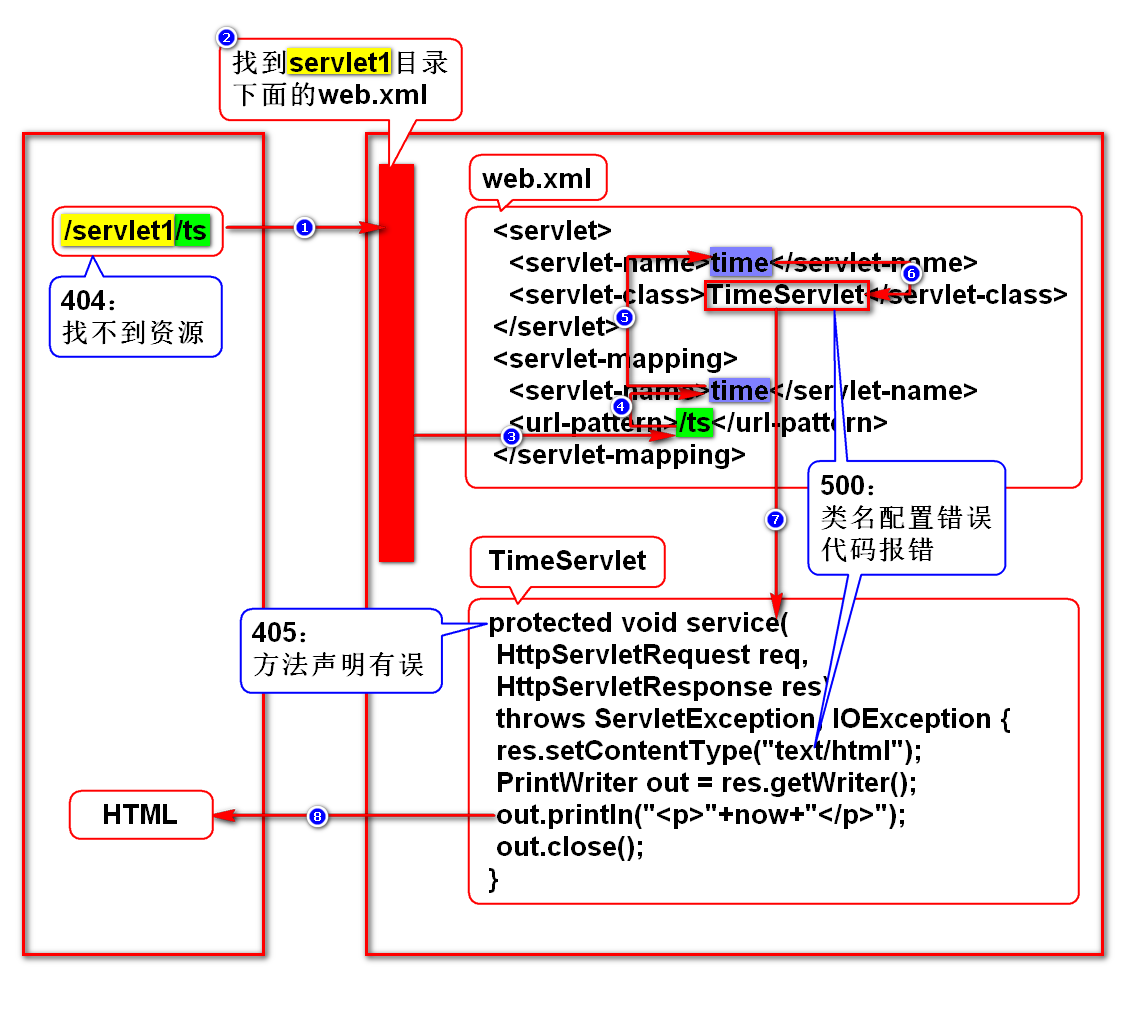 2
找到servlet1目录
下面的web.xml
/servlet1/ts
1
404：
找不到资源
web.xml
<servlet>
<servlet-name>time</servlet-name>
6
<servlet-class>TimeServlet</servlet-class>
5
</servlet>
<servlet-mapping>
<servlet-name>time</servlet-name>
4
<url-pattern>/ts</url-pattern>
3
</servlet-mapping>
500：
类名配置错误
代码报错
7
TimeServlet
405：
方法声明有误
protected void service(
HttpServletRequest req,
HttpServletResponse res)
throws ServletException, IOException {
res.setContentType("text/html");
PrintWriter out = res.getWriter();
out.println("<p>"+now+"</p>");
out.close();
}
8
HTML